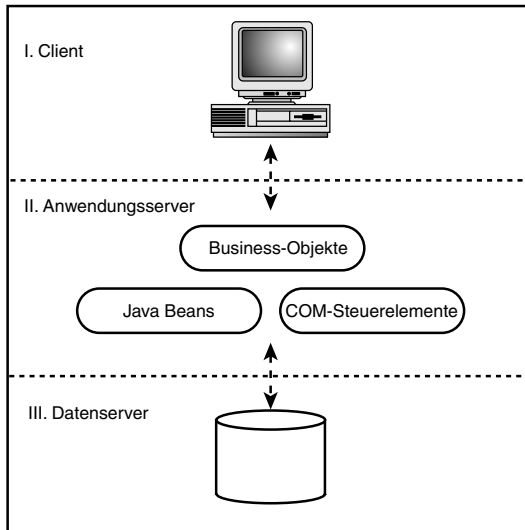 I. Client
II. Anwendungsserver
Business-Objekte
Java Beans
COM-Steuerelemente
III. Datenserver